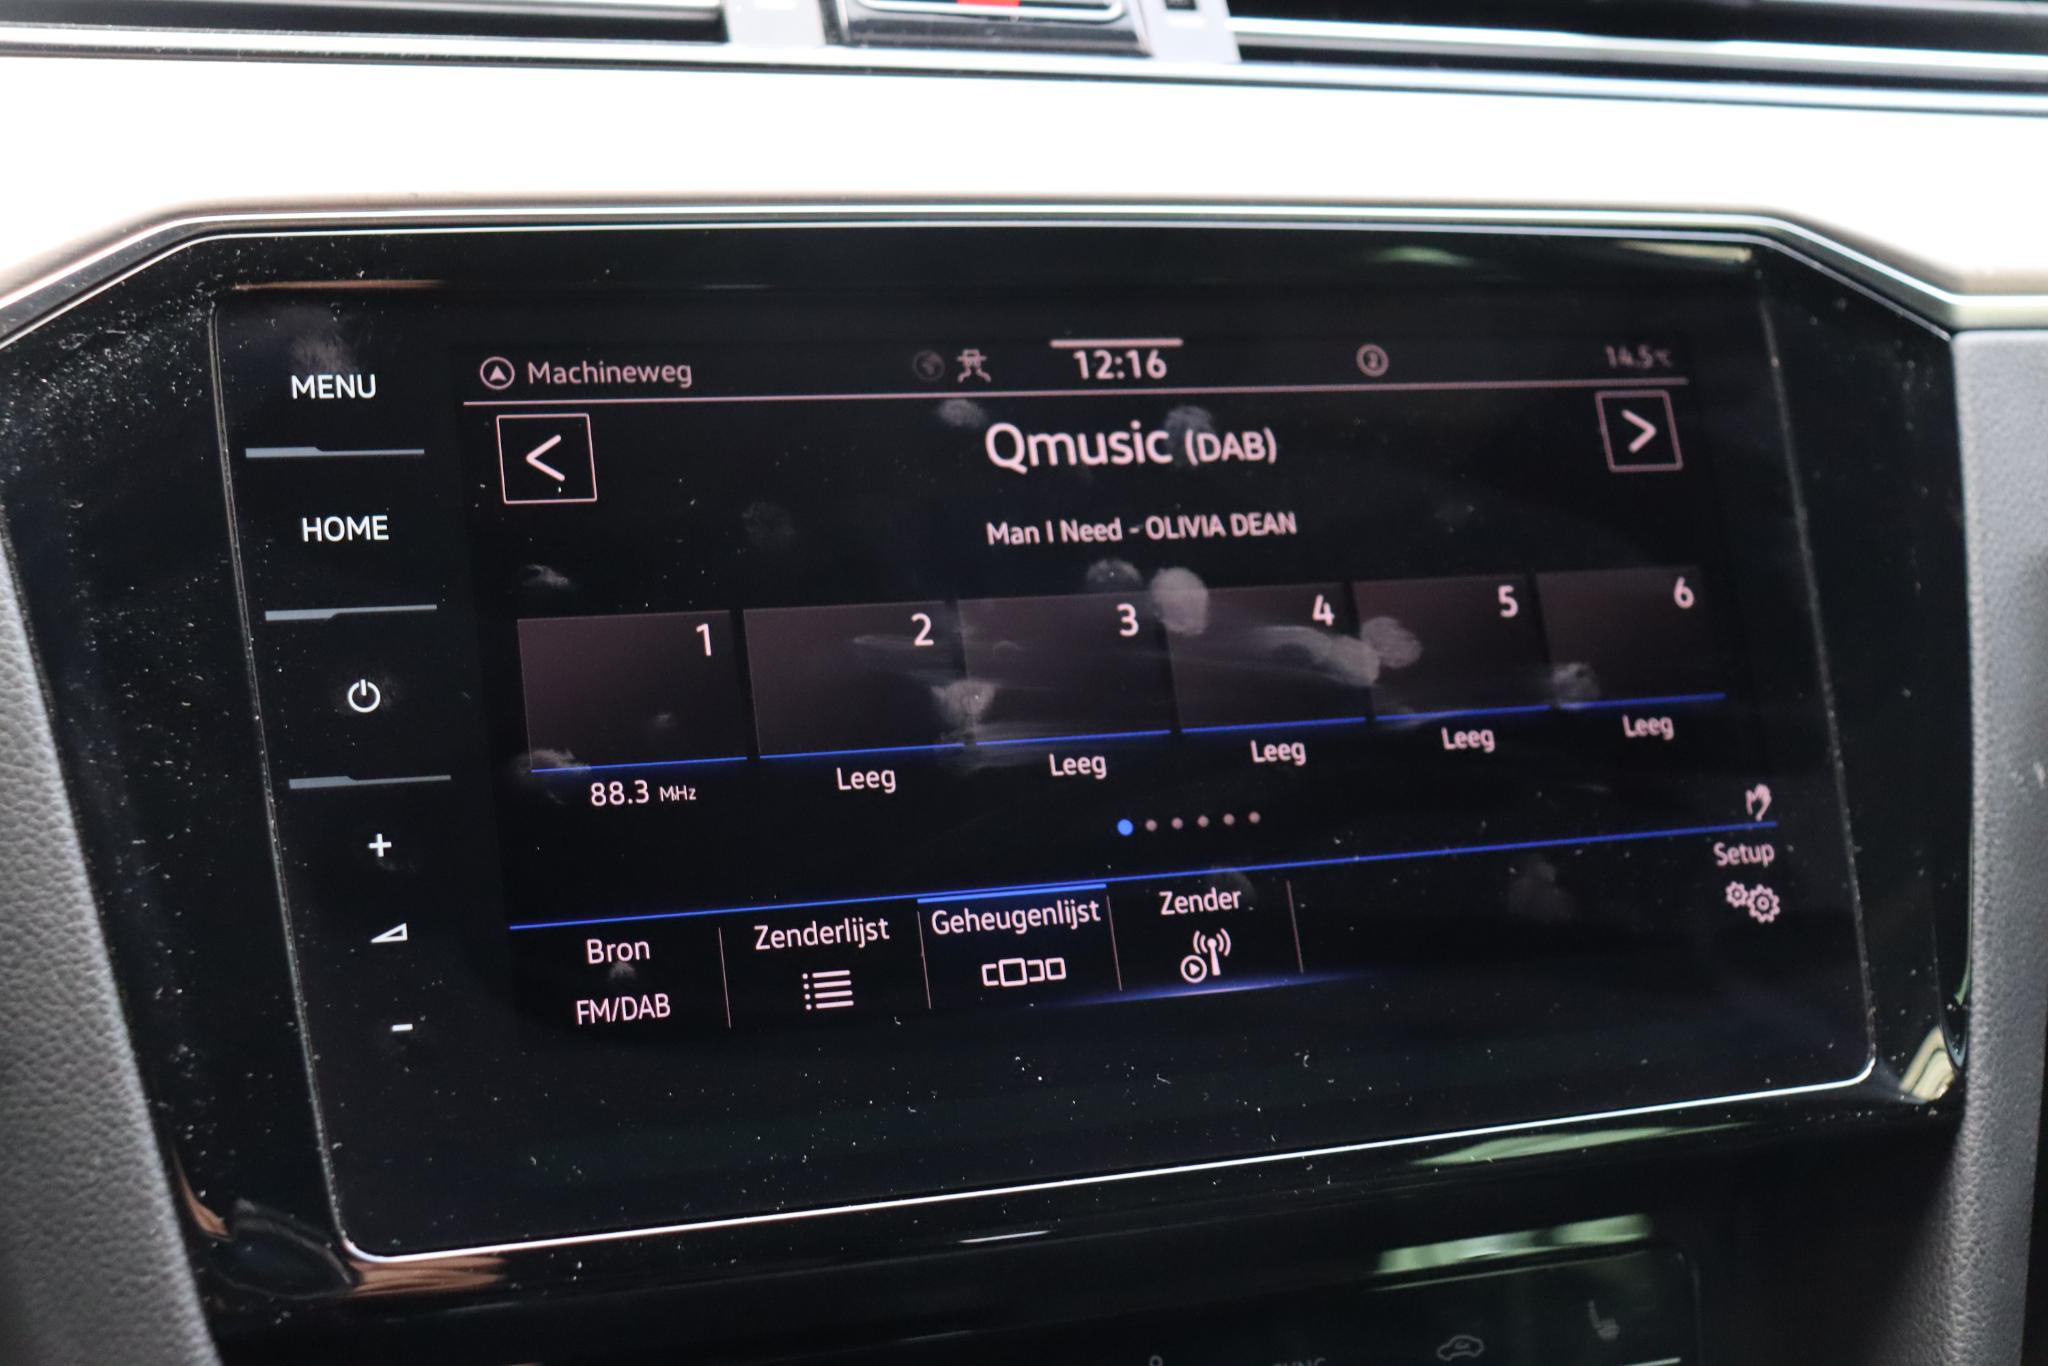 MENU
HOME
Machineweg
12:16
2
14.5°C
Qmusic (DAB)
Man I Need - OLIVIA DEAN
1 2 3 4 5 6
88.3 MHz Leeg Leeg Leeg Leeg Leeg
Setup
Bron Zenderlijst Geheugenlijst Zender
FM/DAB
+
-